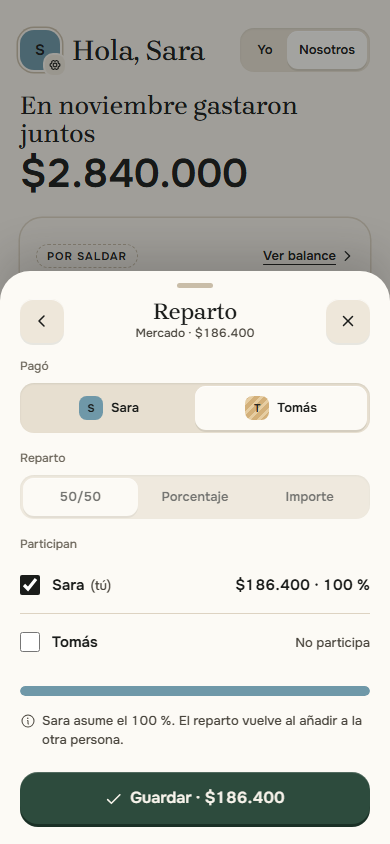 S
Hola, Sara
Yo
Nosotros
En noviembre gastaron
juntos
$2.840.000
POR SALDAR
Ver balance
Reparto
Mercado · $186.400
Pagó
S
Sara
T
Tomás
Reparto
50/50
Porcentaje
Importe
Participan
Sara (tú)
$186.400 · 100 %
Tomás
No participa
Sara asume el 100 %. El reparto vuelve al añadir a la
otra persona.
Guardar · $186.400